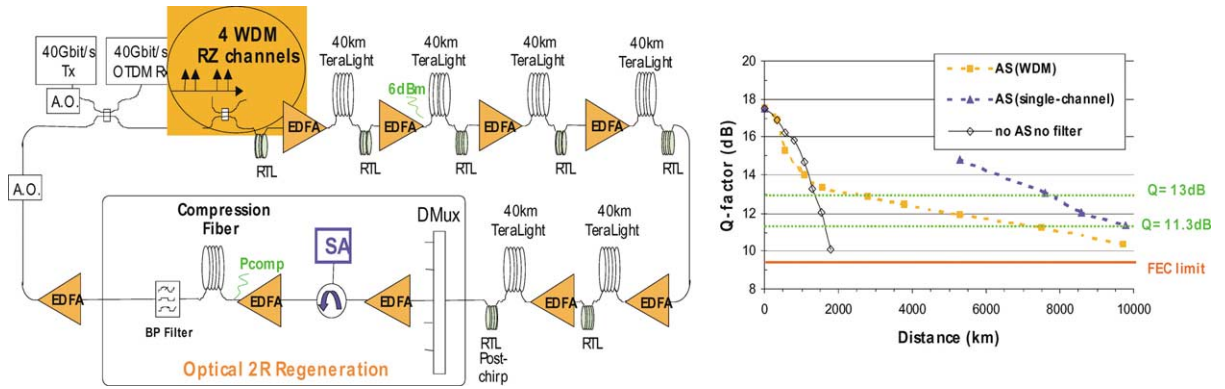 40Gbit/s
Tx
40Gbit/s
OTDM Rx
A.O.
4 WDM
RZ channels
RTL
EDFA
40km
TeraLight
RTL
6dBm
EDFA
40km
TeraLight
RTL
EDFA
40km
TeraLight
RTL
EDFA
40km
TeraLight
RTL
A.O.
EDFA
BP Filter
Compression
Fiber
Pcomp
EDFA
SA
EDFA
DMux
Optical 2R Regeneration
RTL
Post-
chirp
40km
TeraLight
EDFA
RTL
40km
TeraLight
EDFA
Q-factor (dB)
20
18
16
14
12
10
8
0
2000
4000
6000
8000
10000
Distance (km)
AS (WDM)
AS (single-channel)
no AS no filter
Q= 13dB
Q= 11.3dB
FEC limit